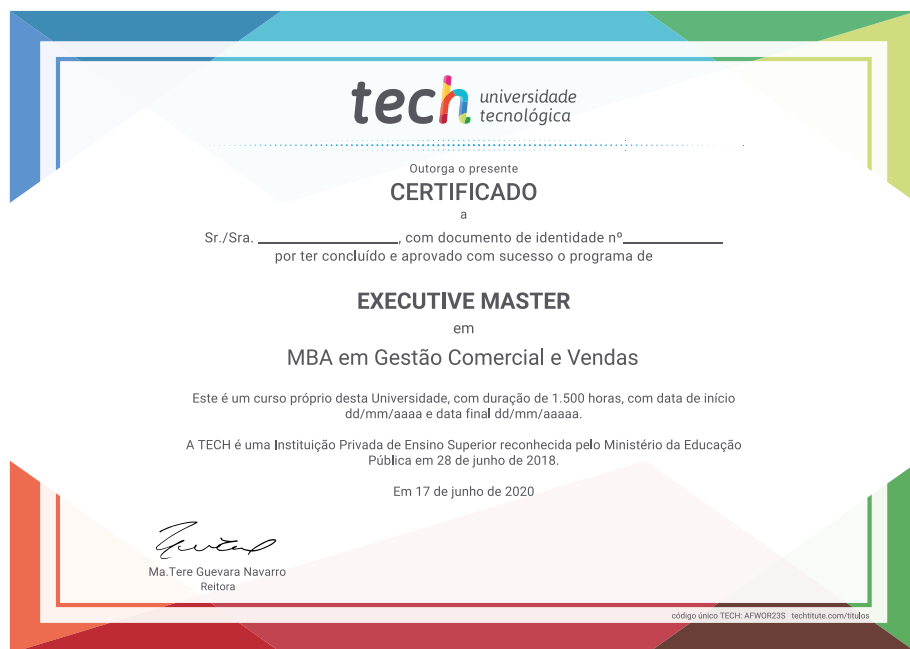 tech universidade
tecnológica
Outorga o presente
CERTIFICADO
a
Sr./Sra. ____________________, com documento de identidade nº______________
por ter concluído e aprovado com sucesso o programa de
EXECUTIVE MASTER
em
MBA em Gestão Comercial e Vendas
Este é um curso próprio desta Universidade, com duração de 1.500 horas, com data de início
dd/mm/aaaa e data final dd/mm/aaaaa.
A TECH é uma Instituição Privada de Ensino Superior reconhecida pelo Ministério da Educação
Pública em 28 de junho de 2018.
Em 17 de junho de 2020
Ma.Tere Guevara Navarro
Reitora
código único TECH: AFWOR23S techtitute.com/titulos